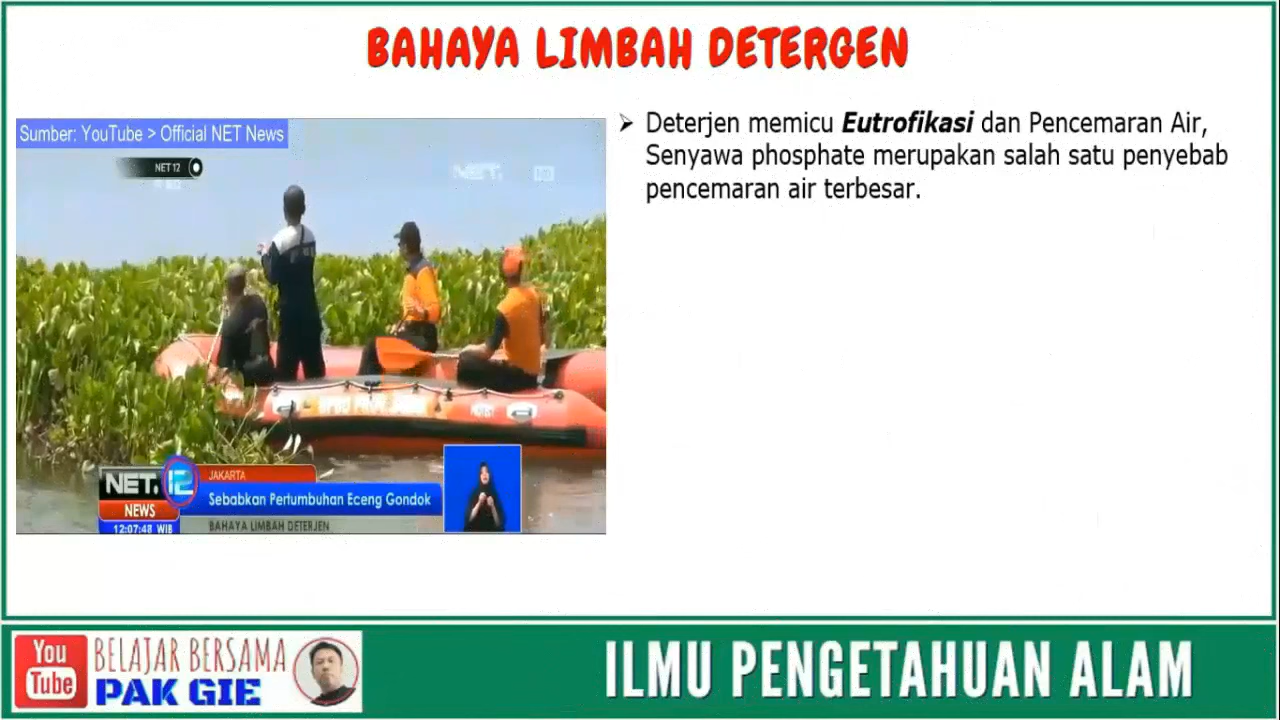 BAHAYA LIMBAH DETERGEN
Sumber: YouTube > Official NET News
NET 12
NET.
JAKARTA
NET. 12
Sebabkan Pertumbuhan Eceng Gondok
NEWS
12:07:48 WIB
BAHAYA LIMBAH DETERJEN
➢ Deterjen memicu Eutrofikasi dan Pencemaran Air,
Senyawa phosphate merupakan salah satu penyebab
pencemaran air terbesar.
You
Tube
BELAJAR BERSAMA
PAK GIE
ILMU PENGETAHUAN ALAM